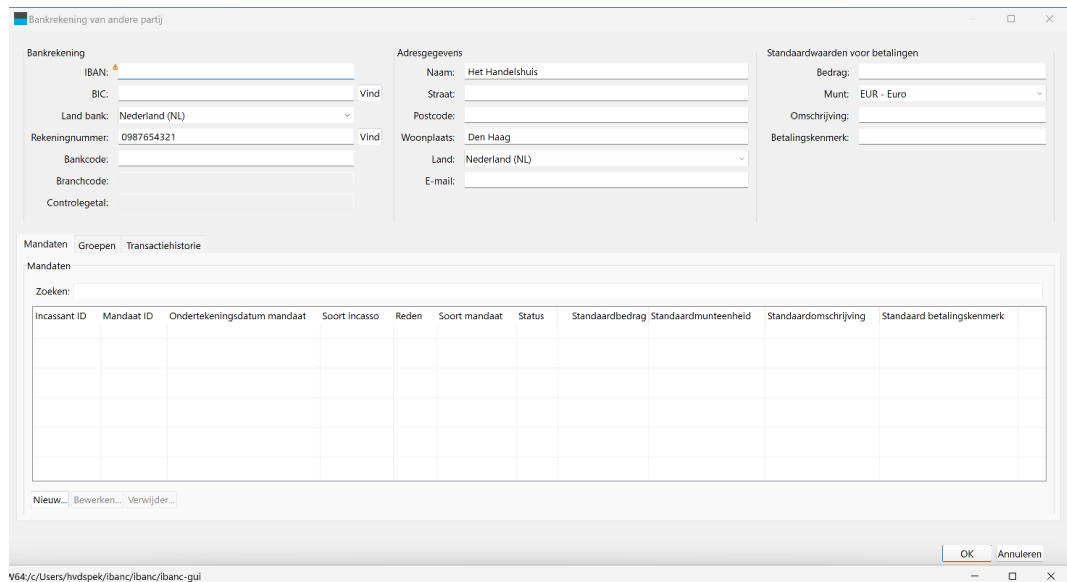 Bankrekening van andere partij
Bankrekening
IBAN:
BIC:
Vind
Land bank: Nederland (NL)
Rekeningnummer: 0987654321 Vind
Bankcode:
Branchcode:
Controlegetal:
Adresgegevens
Naam: Het Handelshuis
Straat:
Postcode:
Woonplaats: Den Haag
Land: Nederland (NL)
E-mail:
Standaardwaarden voor betalingen
Bedrag:
Munt: EUR - Euro
Omschrijving:
Betalingskenmerk:
Mandaten Groepen Transactiehistorie
Mandaten
Zoeken:
Incassant ID Mandaat ID Ondertekeningsdatum mandaat Soort incasso Reden Soort mandaat Status Standaardbedrag Standaardmunteenheid Standaardomschrijving Standaard betalingskenmerk
Nieuw... Bewerken... Verwijder...
OK Annuleren
W64:/c/Users/hvdspek/ibanc/ibanc/ibanc-gui